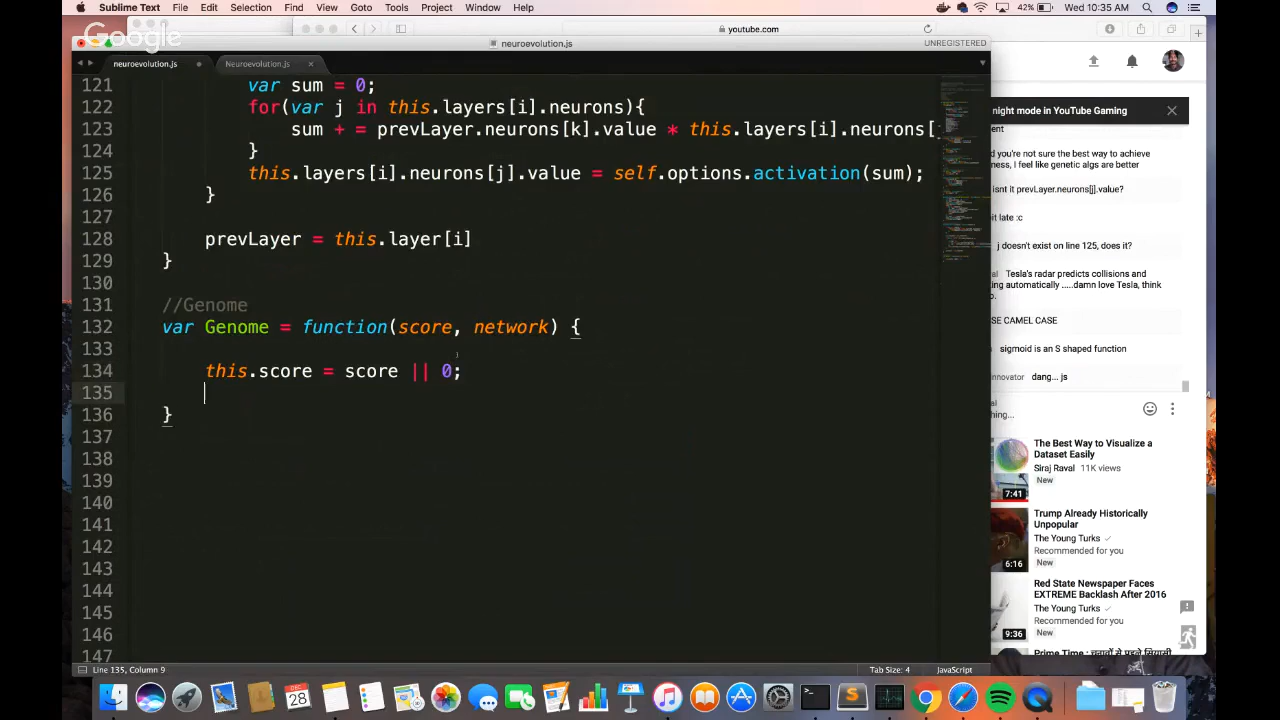 Sublime Text File Edit Selection Find View Goto Tools Project Window Help 42% Wed 10:35 AM
Google
youtube.com
neuroevolution.js
UNREGISTERED
neuroevolution.js Neuroevolution.js
121 var sum = 0;
122 for(var j in this.layers[i].neurons){
123 sum + = prevLayer.neurons[k].value * this.layers[i].neurons[
124 }
125 this.layers[i].neurons[j].value = self.options.activation(sum);
126 }
127
128 prevLayer = this.layer[i]
129 }
130
131 //Genome
132 var Genome = function(score, network) {
133
134 this.score = score || 0;
135
136 }
137
138
139
140
141
142
143
144
145
146
147
Line 135, Column 9
Tab Size: 4 JavaScript
night mode in YouTube Gaming
you're not sure the best way to achieve
ness, I feel like genetic algs are better
isnt it prevLayer.neurons[j].value?
it late :c
j doesn't exist on line 125, does it?
Tesla's radar predicts collisions and
king automatically .....damn love Tesla, think
SE CAMEL CASE
sigmoid is an S shaped function
innovator dang... js
thing...
The Best Way to Visualize a
Dataset Easily
Siraj Raval 11K views
New
7:41
Trump Already Historically
Unpopular
The Young Turks
Recommended for you
New
6:16
Red State Newspaper Faces
EXTREME Backlash After 2016
The Young Turks
Recommended for you
New
9:36
DEC
28